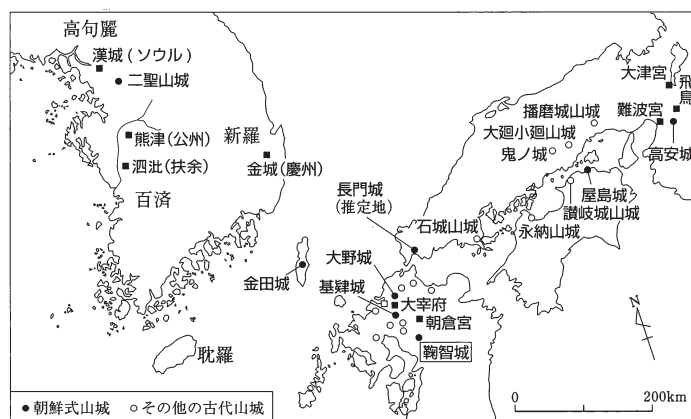 高句麗
漢城(ソウル)
二聖山城
熊津(公州)
泗沘(扶余)
百済
新羅
金城(慶州)
耽羅
金田城
長門城
(推定地)
大野城
基肄城
大宰府
朝倉宮
鞠智城
石城山城
永納山城
讃岐城山城
屋島城
鬼ノ城
大廻小廻山城
播磨城山城
大津宮
飛鳥
難波宮
高安城
N
0 200km
●朝鮮式山城 ○その他の古代山城